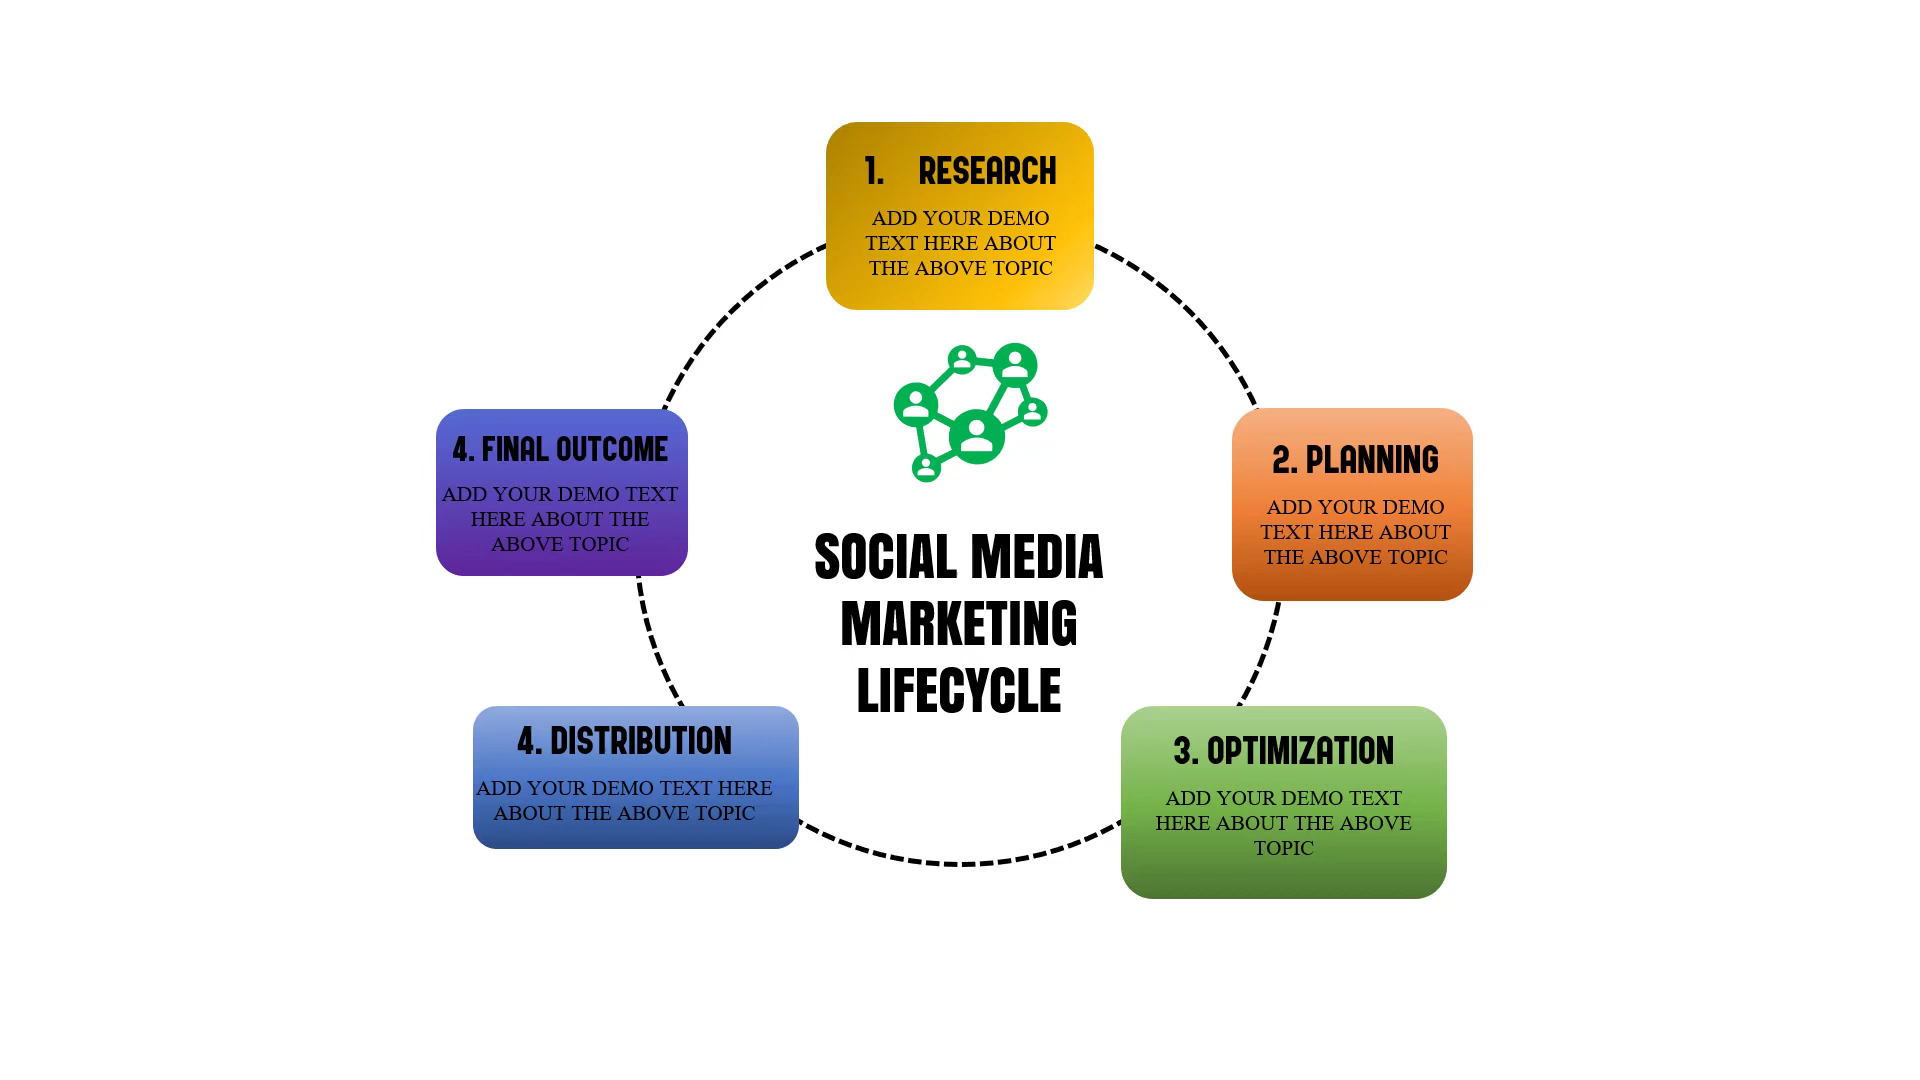 1. RESEARCH
ADD YOUR DEMO
TEXT HERE ABOUT
THE ABOVE TOPIC
2. PLANNING
ADD YOUR DEMO
TEXT HERE ABOUT
THE ABOVE TOPIC
3. OPTIMIZATION
ADD YOUR DEMO TEXT
HERE ABOUT THE ABOVE
TOPIC
4. DISTRIBUTION
ADD YOUR DEMO TEXT HERE
ABOUT THE ABOVE TOPIC
4. FINAL OUTCOME
ADD YOUR DEMO TEXT
HERE ABOUT THE
ABOVE TOPIC
SOCIAL MEDIA
MARKETING
LIFECYCLE